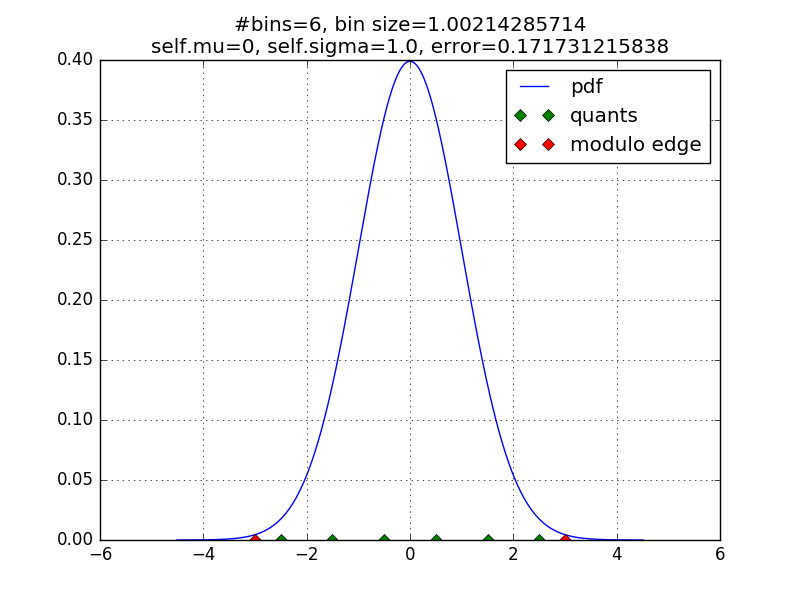 #bins=6, bin size=1.00214285714
self.mu=0, self.sigma=1.0, error=0.171731215838
0.40
0.35
0.30
0.25
0.20
0.15
0.10
0.05
0.00
pdf
quants
modulo edge
−6 −4 −2 0 2 4 6